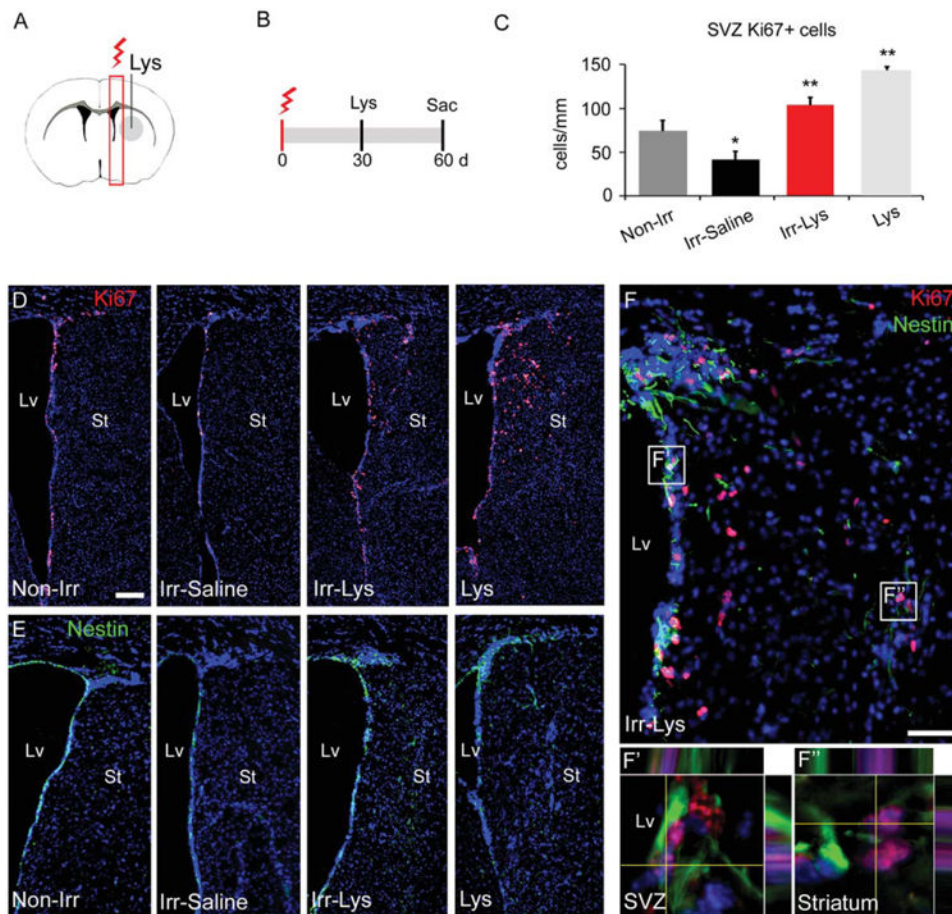 A
Lys
B
Lys
Sac
0
30
60 d
C
SVZ Ki67+ cells
cells/mm
150
100
50
0
*
**
**
Non-Irr
Irr-Saline
Irr-Lys
Lys
D
Ki67
Lv
St
Non-Irr
Lv
St
Irr-Saline
Lv
St
Irr-Lys
Lv
St
Lys
E
Nestin
Lv
St
Non-Irr
Lv
St
Irr-Saline
Lv
St
Irr-Lys
Lv
St
Lys
F
Ki67
Nestin
F'
Lv
F''
Irr-Lys
F'
Lv
SVZ
F''
Striatum